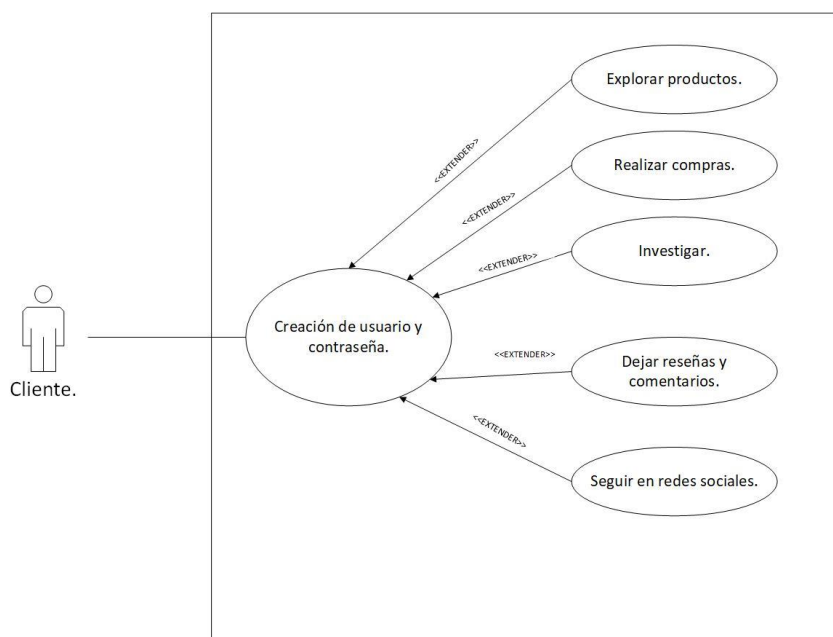 Explorar productos.
<<EXTENDER>>
Realizar compras.
<<EXTENDER>>
Investigar.
<<EXTENDER>>
Creación de usuario y
contraseña.
Cliente.
<<EXTENDER>>
Dejar reseñas y
comentarios.
<<EXTENDER>>
Seguir en redes sociales.